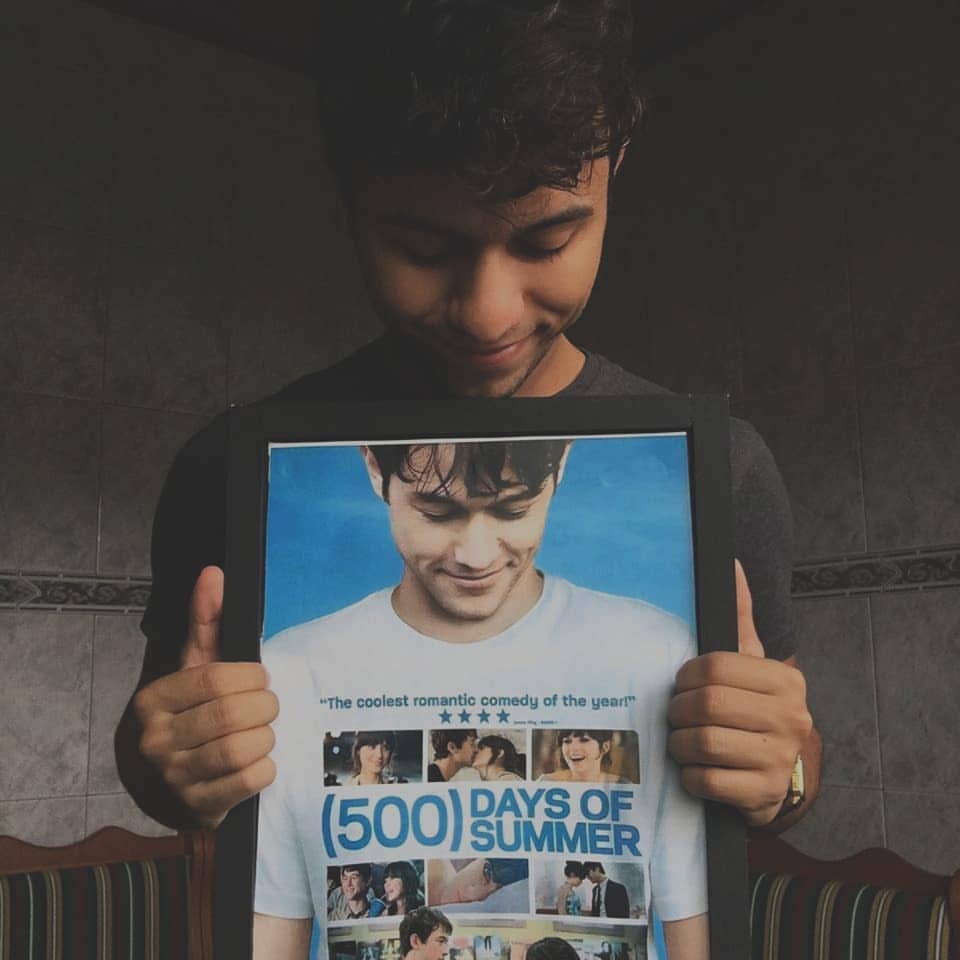 “The coolest romantic comedy of the year!”
(500) DAYS OF
SUMMER